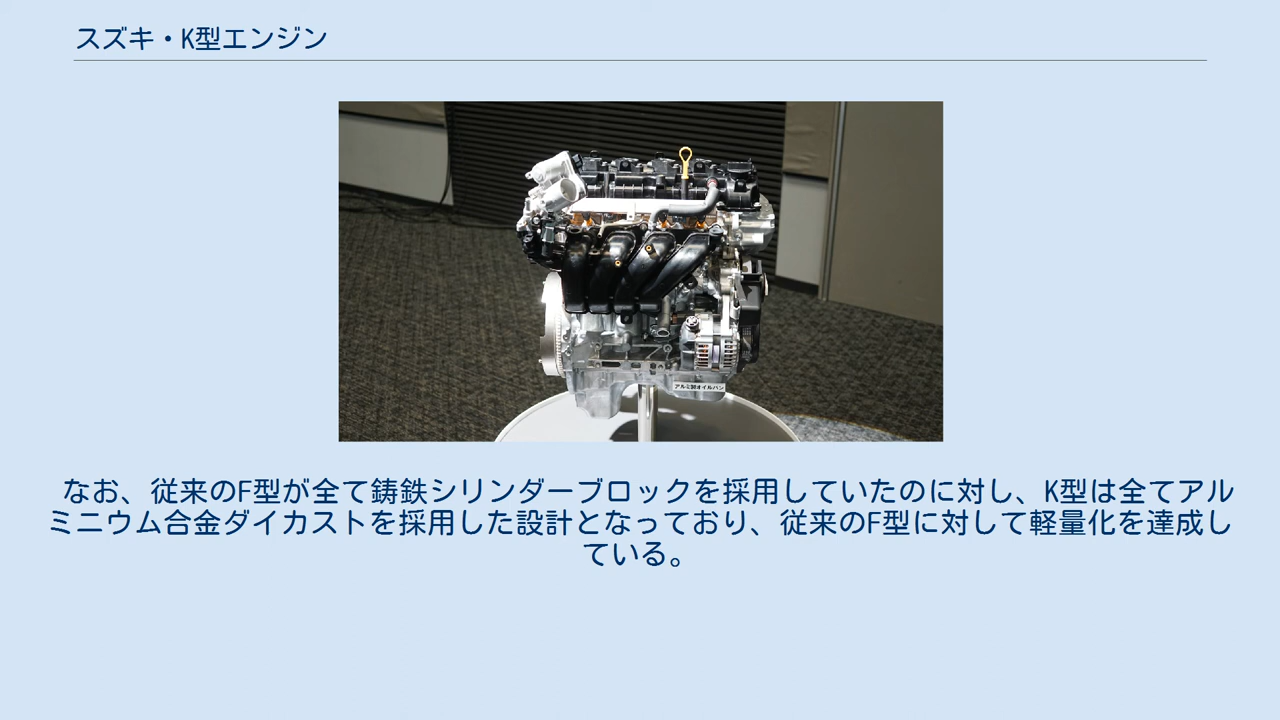 スズキ・K型エンジン
アルミ製オイルパン
なお、従来のF型が全て鋳鉄シリンダーブロックを採用していたのに対し、K型は全てアル
ミニウム合金ダイカストを採用した設計となっており、従来のF型に対して軽量化を達成し
ている。